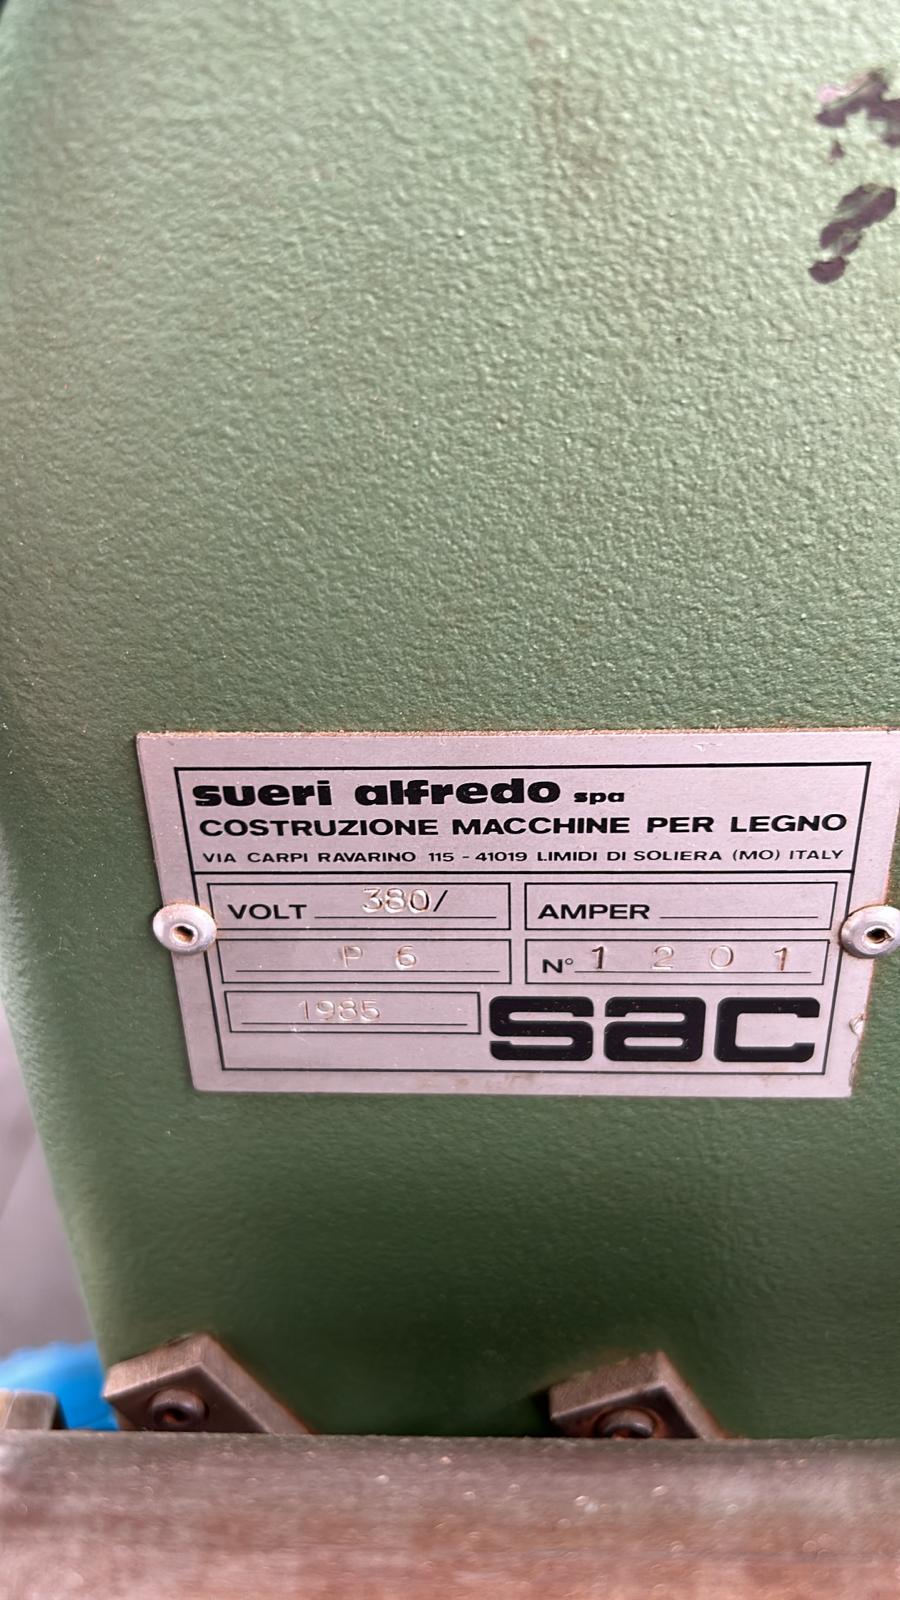 sueri alfredo spa
COSTRUZIONE MACCHINE PER LEGNO
VIA CARPI RAVARINO 115 - 41019 LIMIDI DI SOLIERA (MO) ITALY
VOLT 380/ AMPER
P 6 N° 1 2 0 1
1985 sac